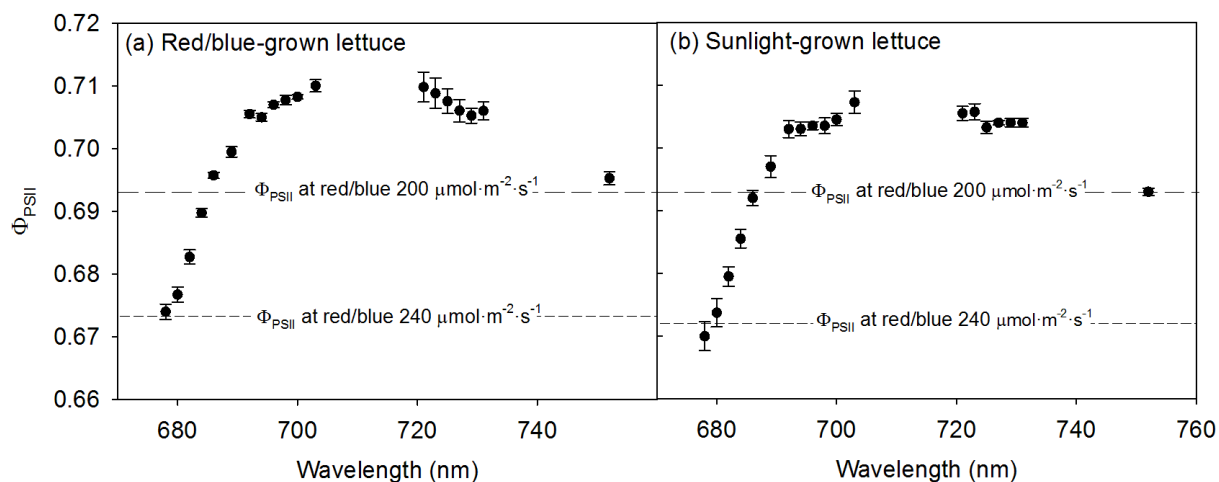 0.72
0.71
0.70
0.69
0.68
0.67
0.66
ΦPSII
(a) Red/blue-grown lettuce
ΦPSII at red/blue 200 μmol·m⁻²·s⁻¹
ΦPSII at red/blue 240 μmol·m⁻²·s⁻¹
680 700 720 740
Wavelength (nm)
(b) Sunlight-grown lettuce
ΦPSII at red/blue 200 μmol·m⁻²·s⁻¹
ΦPSII at red/blue 240 μmol·m⁻²·s⁻¹
680 700 720 740 760
Wavelength (nm)